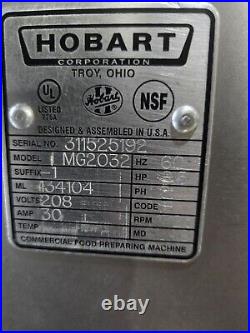 HOBART
CORPORATION
TROY, OHIO
UL
LISTED
Hobart
NSF
DESIGNED & ASSEMBLED IN U.S.A.
SERIAL NO. 311525192
MODEL MG2032 HZ
SUFFIX -1 HP
ML 134104 PH
VOLTS 208 CODE
AMP 30 RPM
TEMP MD
COMMERCIAL FOOD PREPARING MACHINE